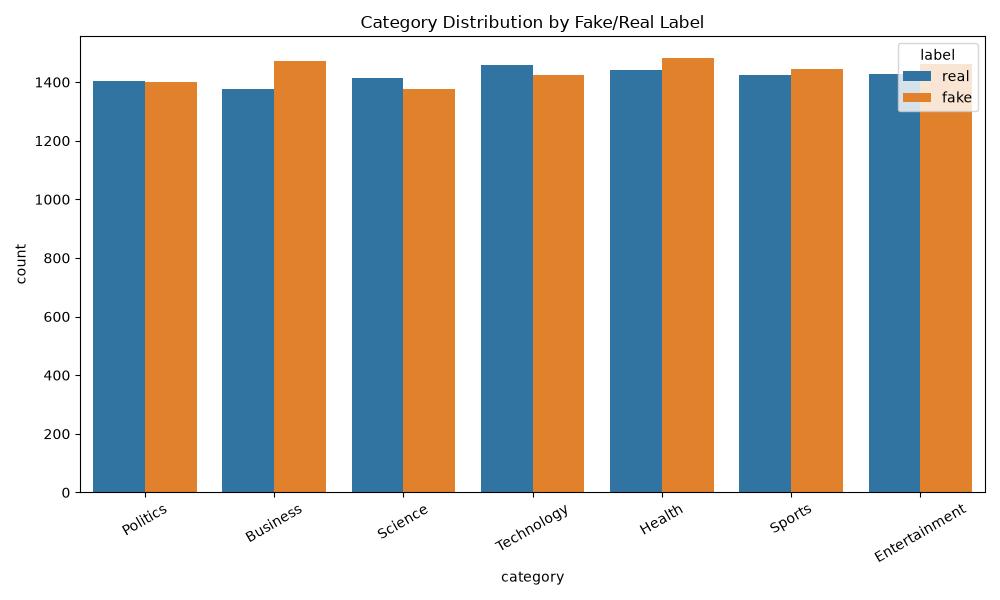 Category Distribution by Fake/Real Label
label
real
fake
count
1400
1200
1000
800
600
400
200
0
Politics
Business
Science
Technology
Health
Sports
Entertainment
category